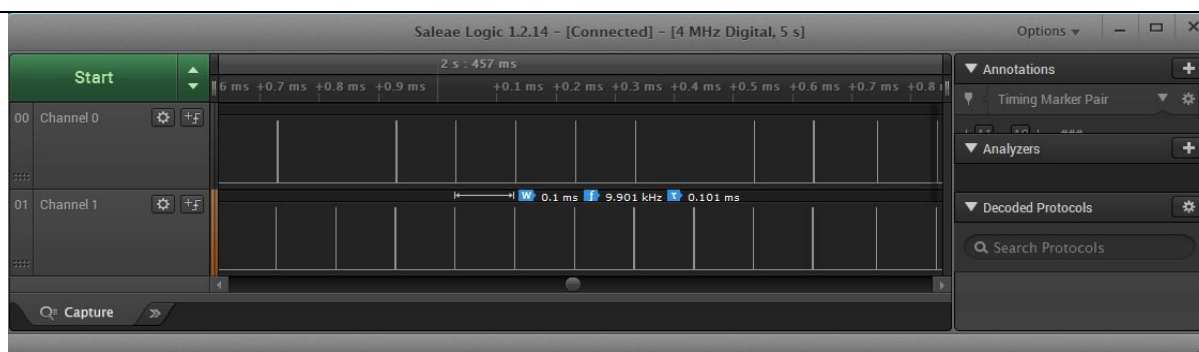 Saleae Logic 1.2.14 - [Connected] - [4 MHz Digital, 5 s]
Options
Start
2 s : 457 ms
6 ms +0.7 ms +0.8 ms +0.9 ms +0.1 ms +0.2 ms +0.3 ms +0.4 ms +0.5 ms +0.6 ms +0.7 ms +0.8
00 Channel 0
01 Channel 1
W 0.1 ms f 9.901 kHz T 0.101 ms
Annotations
Timing Marker Pair
Analyzers
Decoded Protocols
Search Protocols
Capture